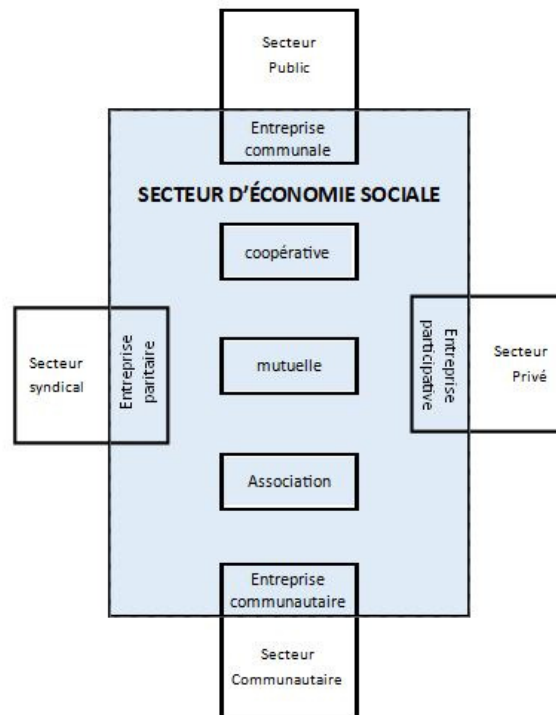 Secteur
Public
Entreprise
communale
SECTEUR D'ÉCONOMIE SOCIALE
coopérative
Secteur
syndical
Entreprise
paritaire
mutuelle
Entreprise
participative
Secteur
Privé
Association
Entreprise
communautaire
Secteur
Communautaire